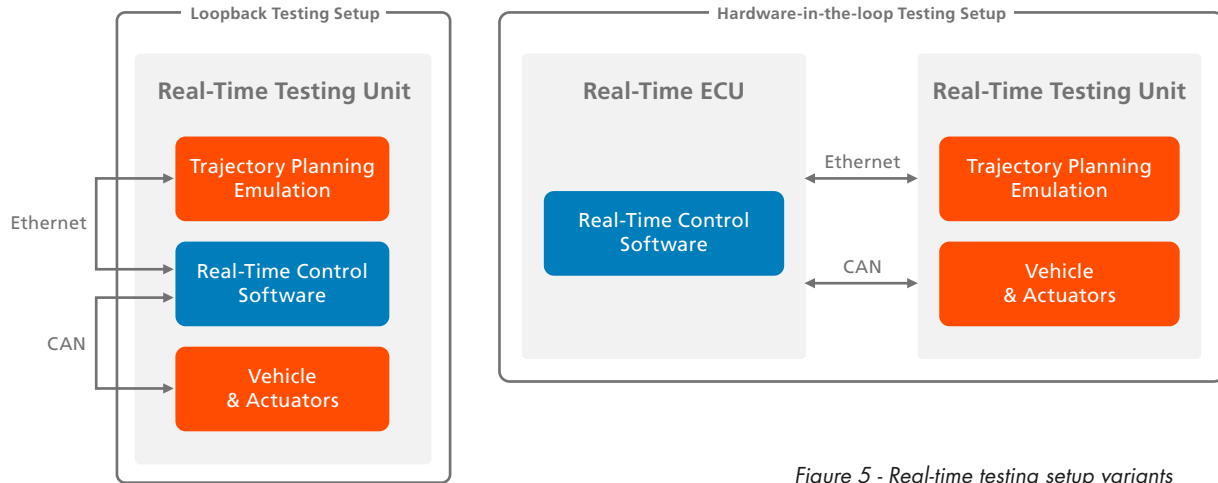 Loopback Testing Setup
Real-Time Testing Unit
Trajectory Planning
Emulation
Ethernet
Real-Time Control
Software
CAN
Vehicle
& Actuators
Hardware-in-the-loop Testing Setup
Real-Time ECU
Real-Time Control
Software
Ethernet
CAN
Real-Time Testing Unit
Trajectory Planning
Emulation
Vehicle
& Actuators
Figure 5 - Real-time testing setup variants